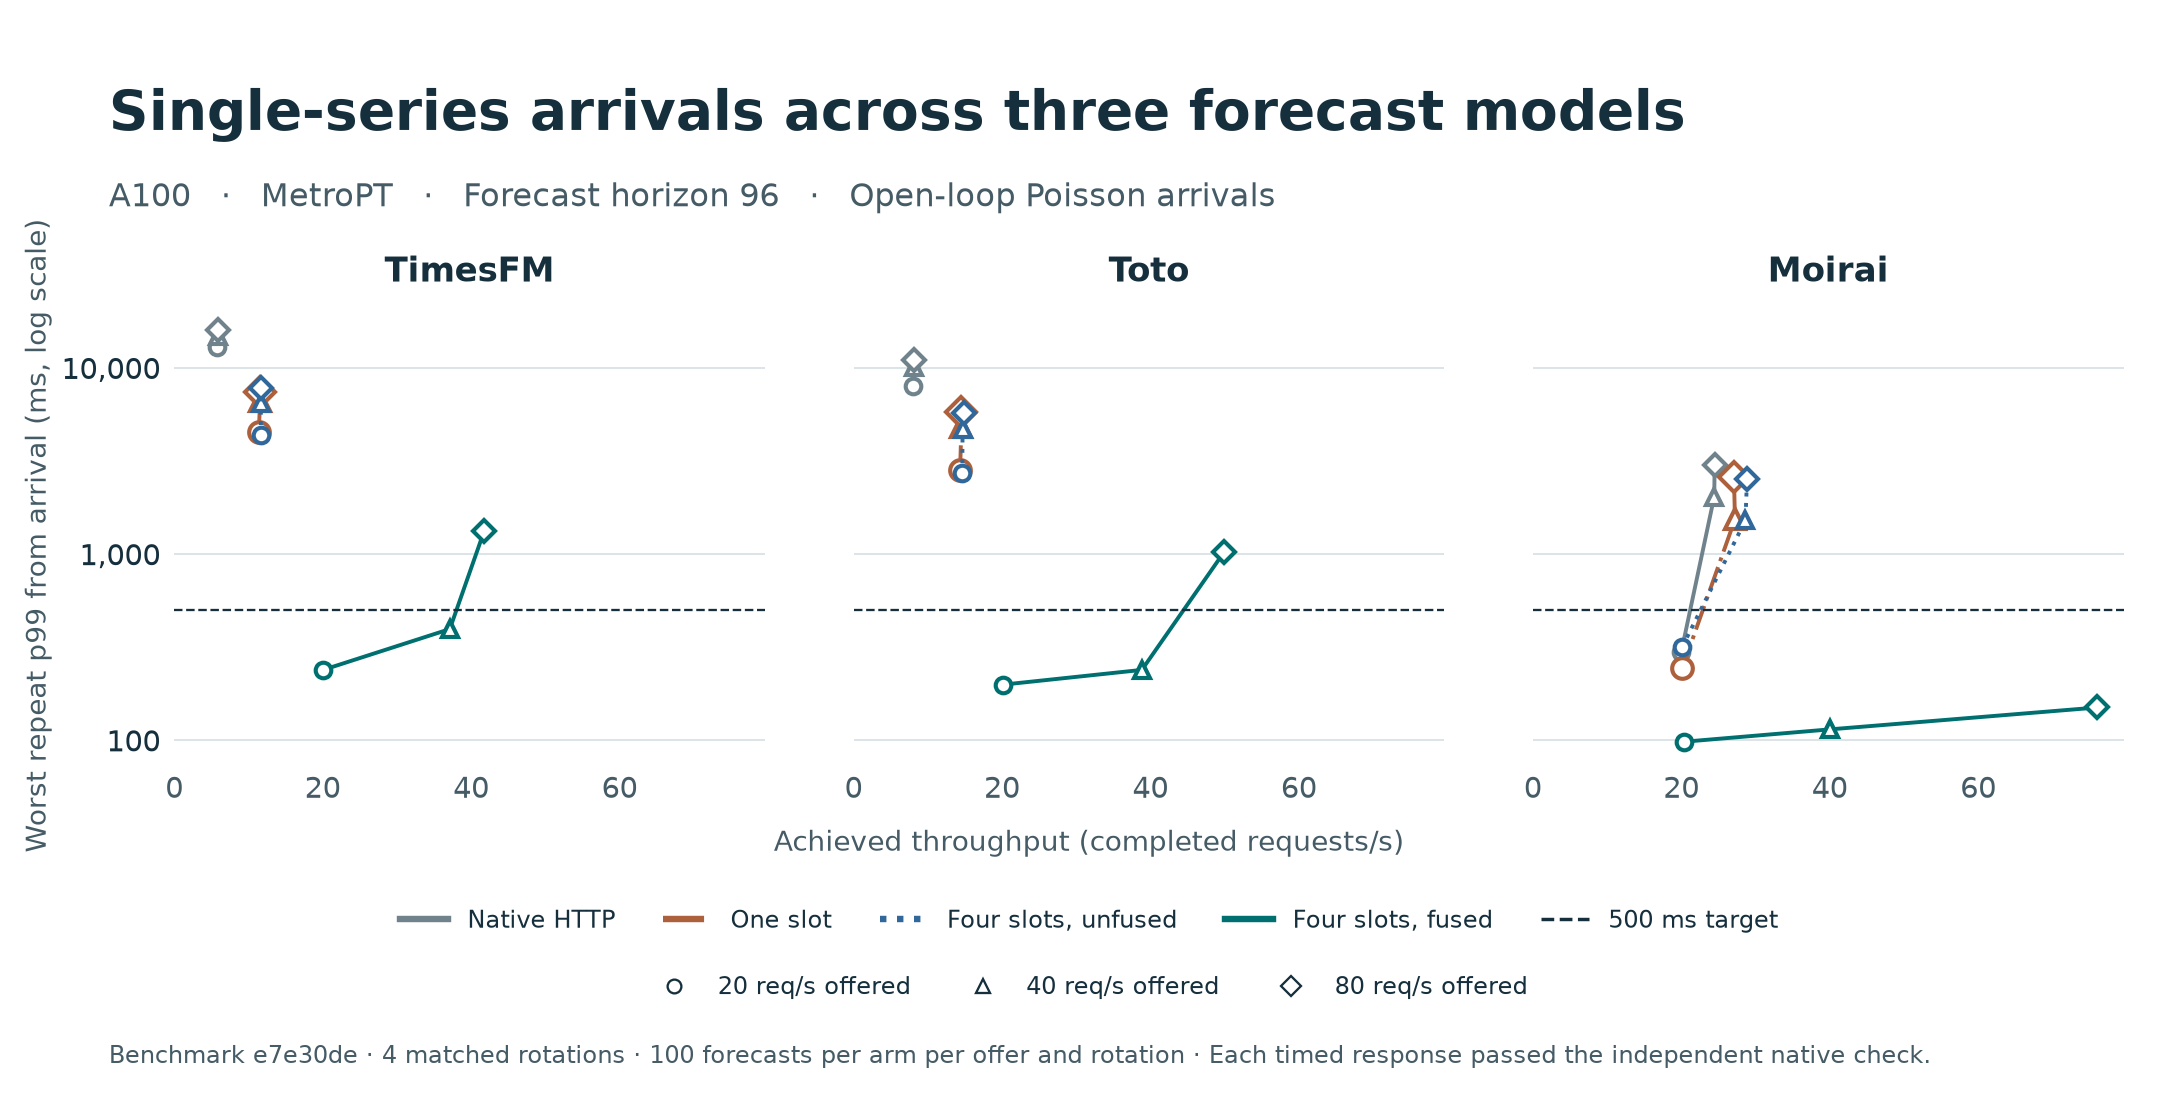 Single-series arrivals across three forecast models
A100 · MetroPT · Forecast horizon 96 · Open-loop Poisson arrivals
Worst repeat p99 from arrival (ms, log scale)
TimesFM
Toto
Moirai
10,000
1,000
100
0 20 40 60
0 20 40 60
0 20 40 60
Achieved throughput (completed requests/s)
Native HTTP
One slot
Four slots, unfused
Four slots, fused
500 ms target
20 req/s offered
40 req/s offered
80 req/s offered
Benchmark e7e30de · 4 matched rotations · 100 forecasts per arm per offer and rotation · Each timed response passed the independent native check.